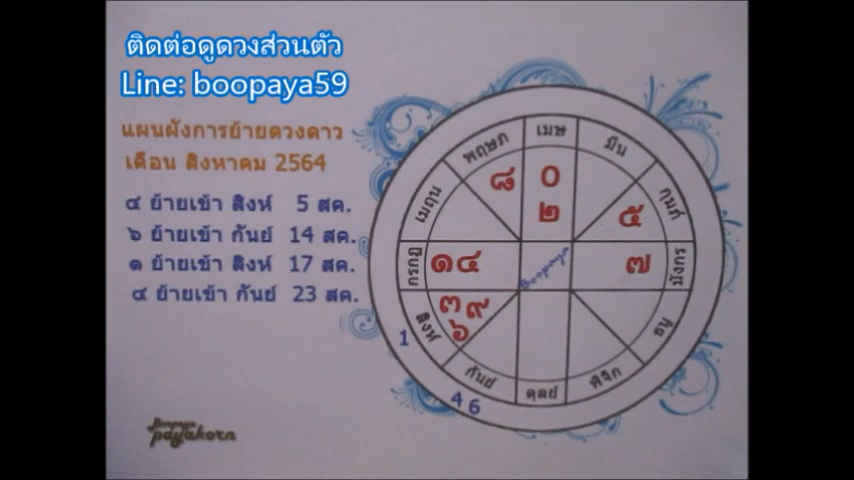 ติดต่อดูดวงส่วนตัว
Line: boopaya59
แผนผังการย้ายดวงดาว
เดือน สิงหาคม 2564
๔ ย้ายเข้า สิงห์ 5 สค.
๖ ย้ายเข้า กันย์ 14 สค.
๑ ย้ายเข้า สิงห์ 17 สค.
๔ ย้ายเข้า กันย์ 23 สค.
เมษ
พฤษภ
มีน
เมถุน
กุมภ์
๘
๐
๒
๕
กรกฎ
๑๔
Boopaya
๗
มังกร
๓ ๙
๖
สิงห์
1
ธนู
กันย์
ตุลย์
พิจิก
4 6
Boopaya
payakorn